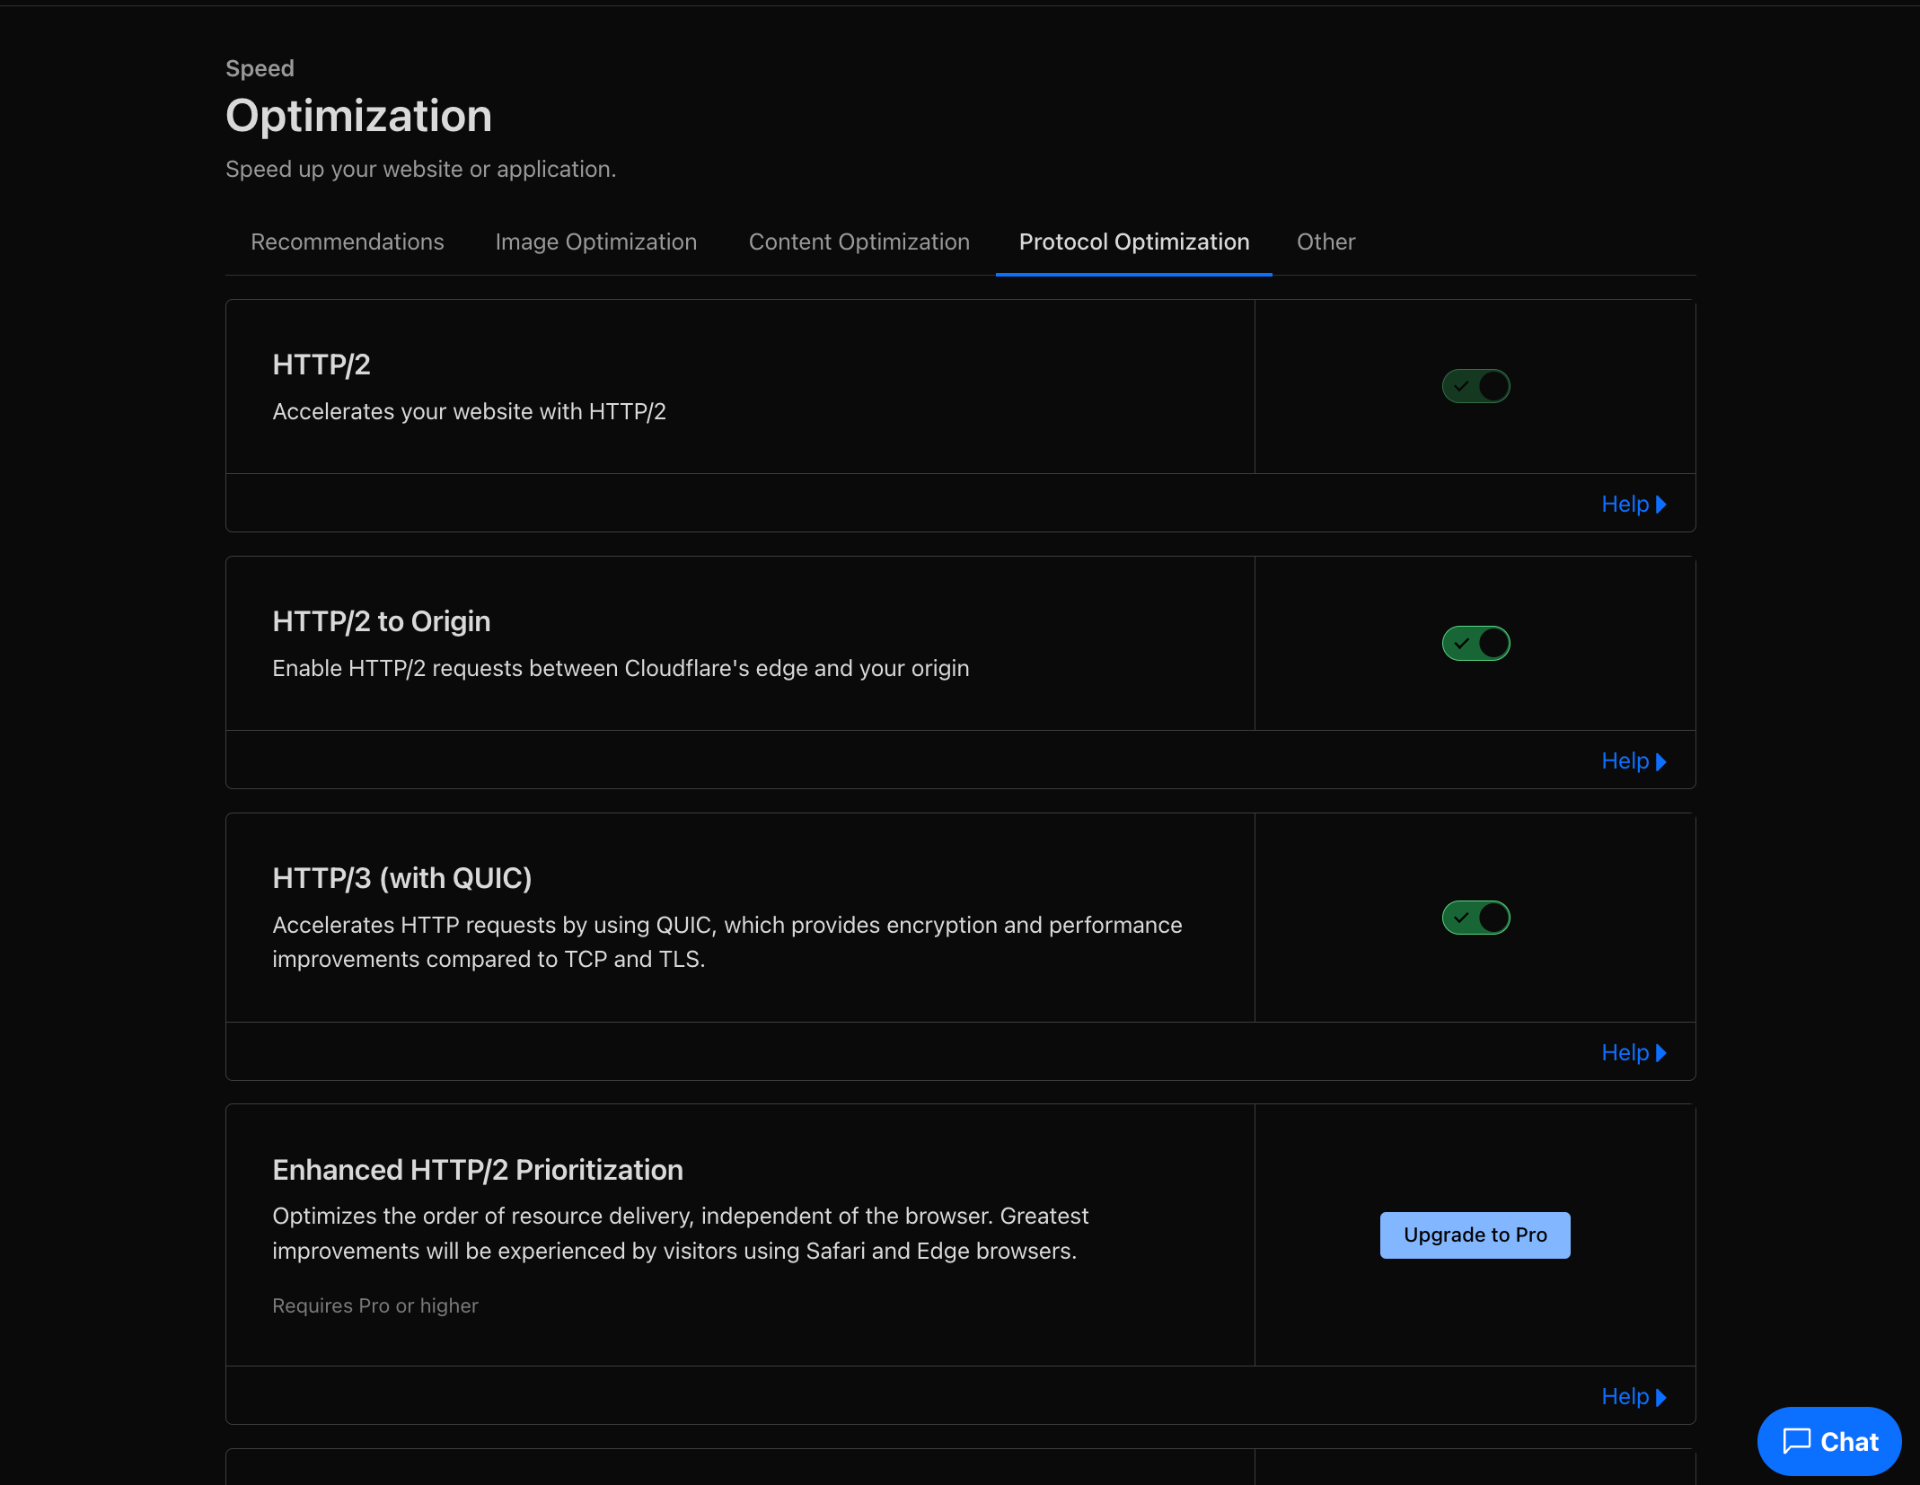 Speed
Optimization
Speed up your website or application.
Recommendations
Image Optimization
Content Optimization
Protocol Optimization
Other
HTTP/2
Accelerates your website with HTTP/2
Help
HTTP/2 to Origin
Enable HTTP/2 requests between Cloudflare's edge and your origin
Help
HTTP/3 (with QUIC)
Accelerates HTTP requests by using QUIC, which provides encryption and performance
improvements compared to TCP and TLS.
Help
Enhanced HTTP/2 Prioritization
Optimizes the order of resource delivery, independent of the browser. Greatest
improvements will be experienced by visitors using Safari and Edge browsers.
Requires Pro or higher
Upgrade to Pro
Help
Chat